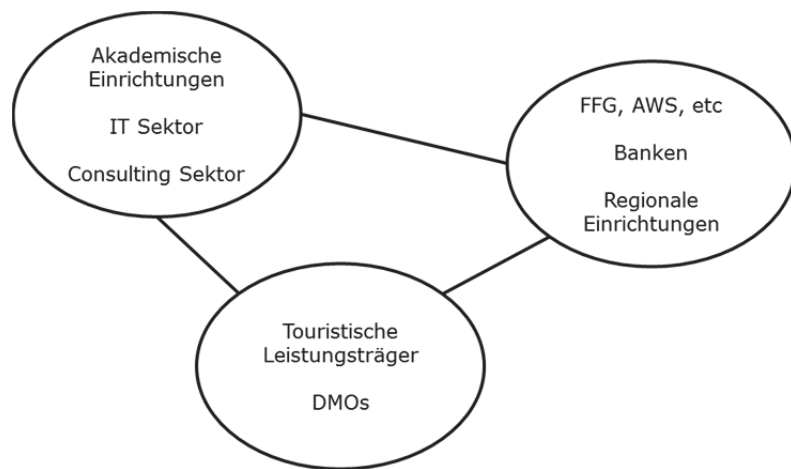 Akademische
Einrichtungen
IT Sektor
Consulting Sektor
FFG, AWS, etc
Banken
Regionale
Einrichtungen
Touristische
Leistungsträger
DMOs